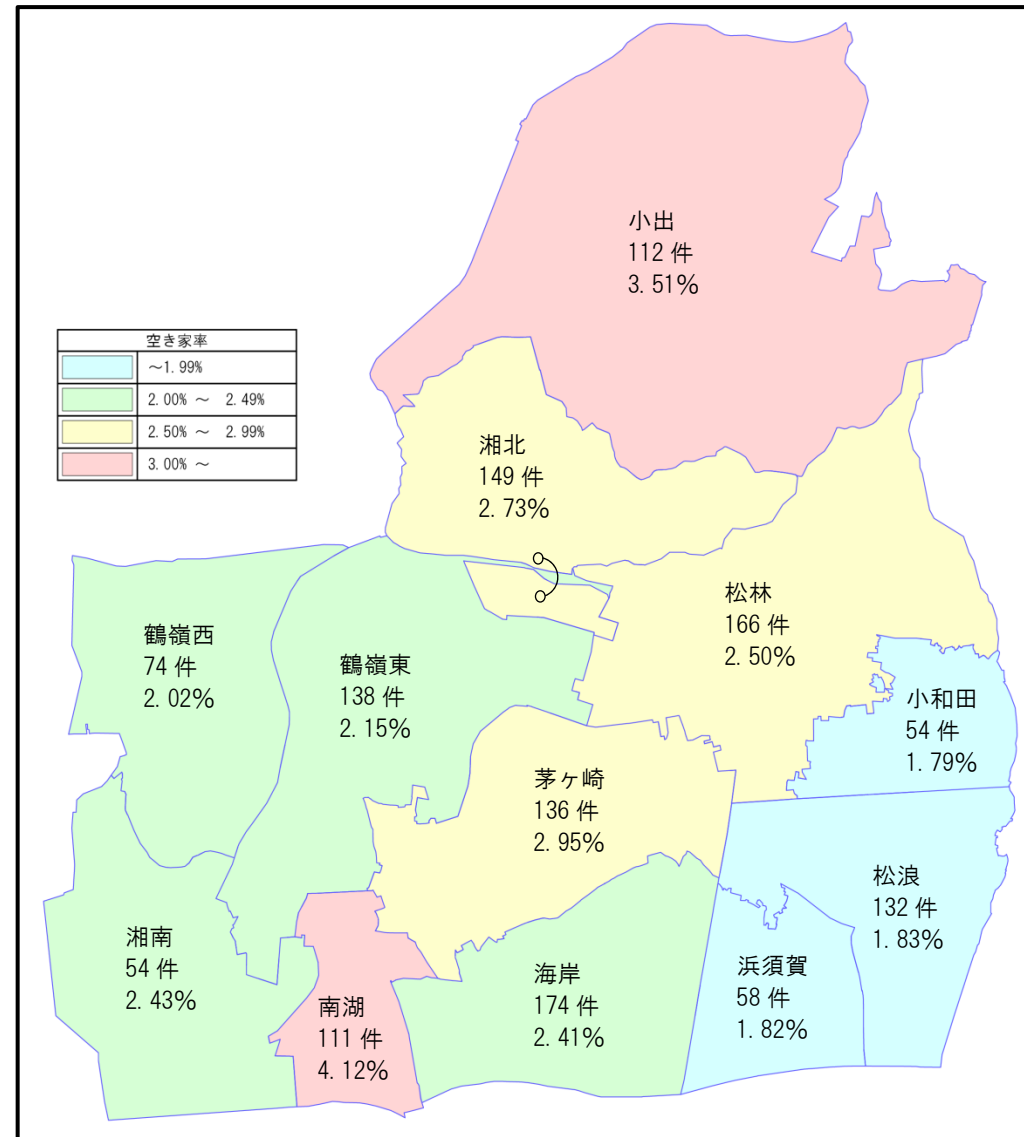 小出
112 件
3.51%
空き家率
～1.99%
2.00% ～ 2.49%
2.50% ～ 2.99%
3.00% ～
湘北
149 件
2.73%
松林
166 件
2.50%
鶴嶺西
74 件
2.02%
鶴嶺東
138 件
2.15%
小和田
54 件
1.79%
茅ヶ崎
136 件
2.95%
松浪
132 件
1.83%
湘南
54 件
2.43%
南湖
111 件
4.12%
海岸
174 件
2.41%
浜須賀
58 件
1.82%